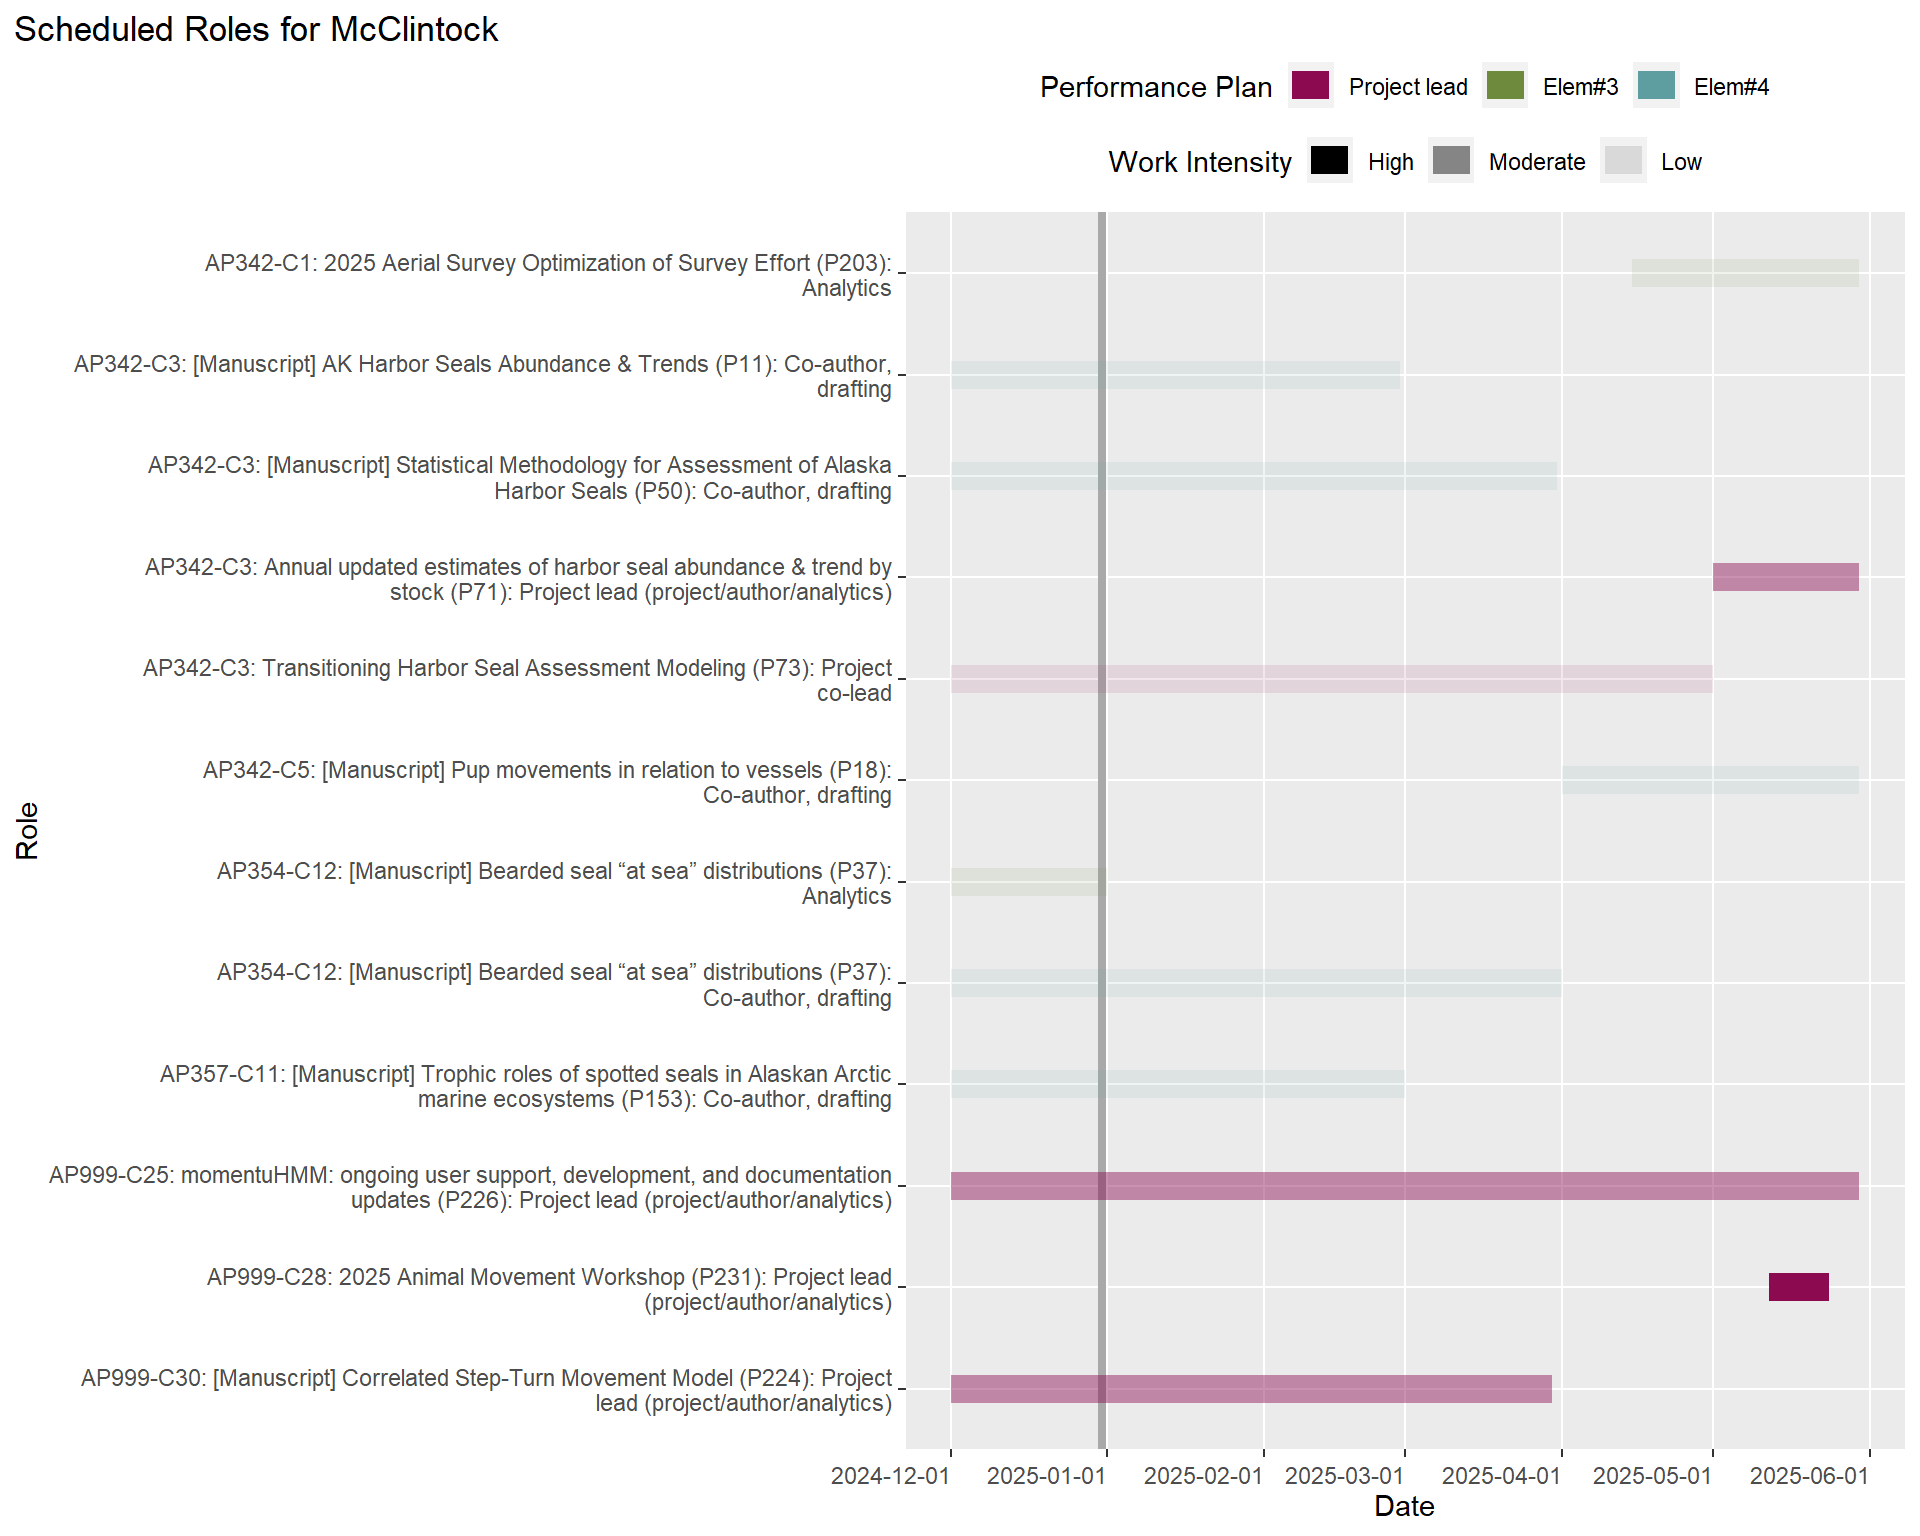 Scheduled Roles for McClintock
Performance Plan Project lead Elem#3 Elem#4
Work Intensity High Moderate Low
AP342-C1: 2025 Aerial Survey Optimization of Survey Effort (P203):
Analytics
AP342-C3: [Manuscript] AK Harbor Seals Abundance & Trends (P11): Co-author,
drafting
AP342-C3: [Manuscript] Statistical Methodology for Assessment of Alaska
Harbor Seals (P50): Co-author, drafting
AP342-C3: Annual updated estimates of harbor seal abundance & trend by
stock (P71): Project lead (project/author/analytics)
AP342-C3: Transitioning Harbor Seal Assessment Modeling (P73): Project
co-lead
AP342-C5: [Manuscript] Pup movements in relation to vessels (P18):
Co-author, drafting
Role
AP354-C12: [Manuscript] Bearded seal “at sea” distributions (P37):
Analytics
AP354-C12: [Manuscript] Bearded seal “at sea” distributions (P37):
Co-author, drafting
AP357-C11: [Manuscript] Trophic roles of spotted seals in Alaskan Arctic
marine ecosystems (P153): Co-author, drafting
AP999-C25: momentuHMM: ongoing user support, development, and documentation
updates (P226): Project lead (project/author/analytics)
AP999-C28: 2025 Animal Movement Workshop (P231): Project lead
(project/author/analytics)
AP999-C30: [Manuscript] Correlated Step-Turn Movement Model (P224): Project
lead (project/author/analytics)
2024-12-01 2025-01-01 2025-02-01 2025-03-01 2025-04-01 2025-05-01 2025-06-01
Date